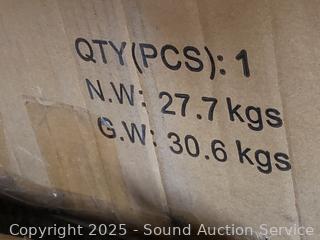 QTY(PCS): 1
N.W: 27.7 kgs
G.W: 30.6 kgs
Copyright 2025 - Sound Auction Service